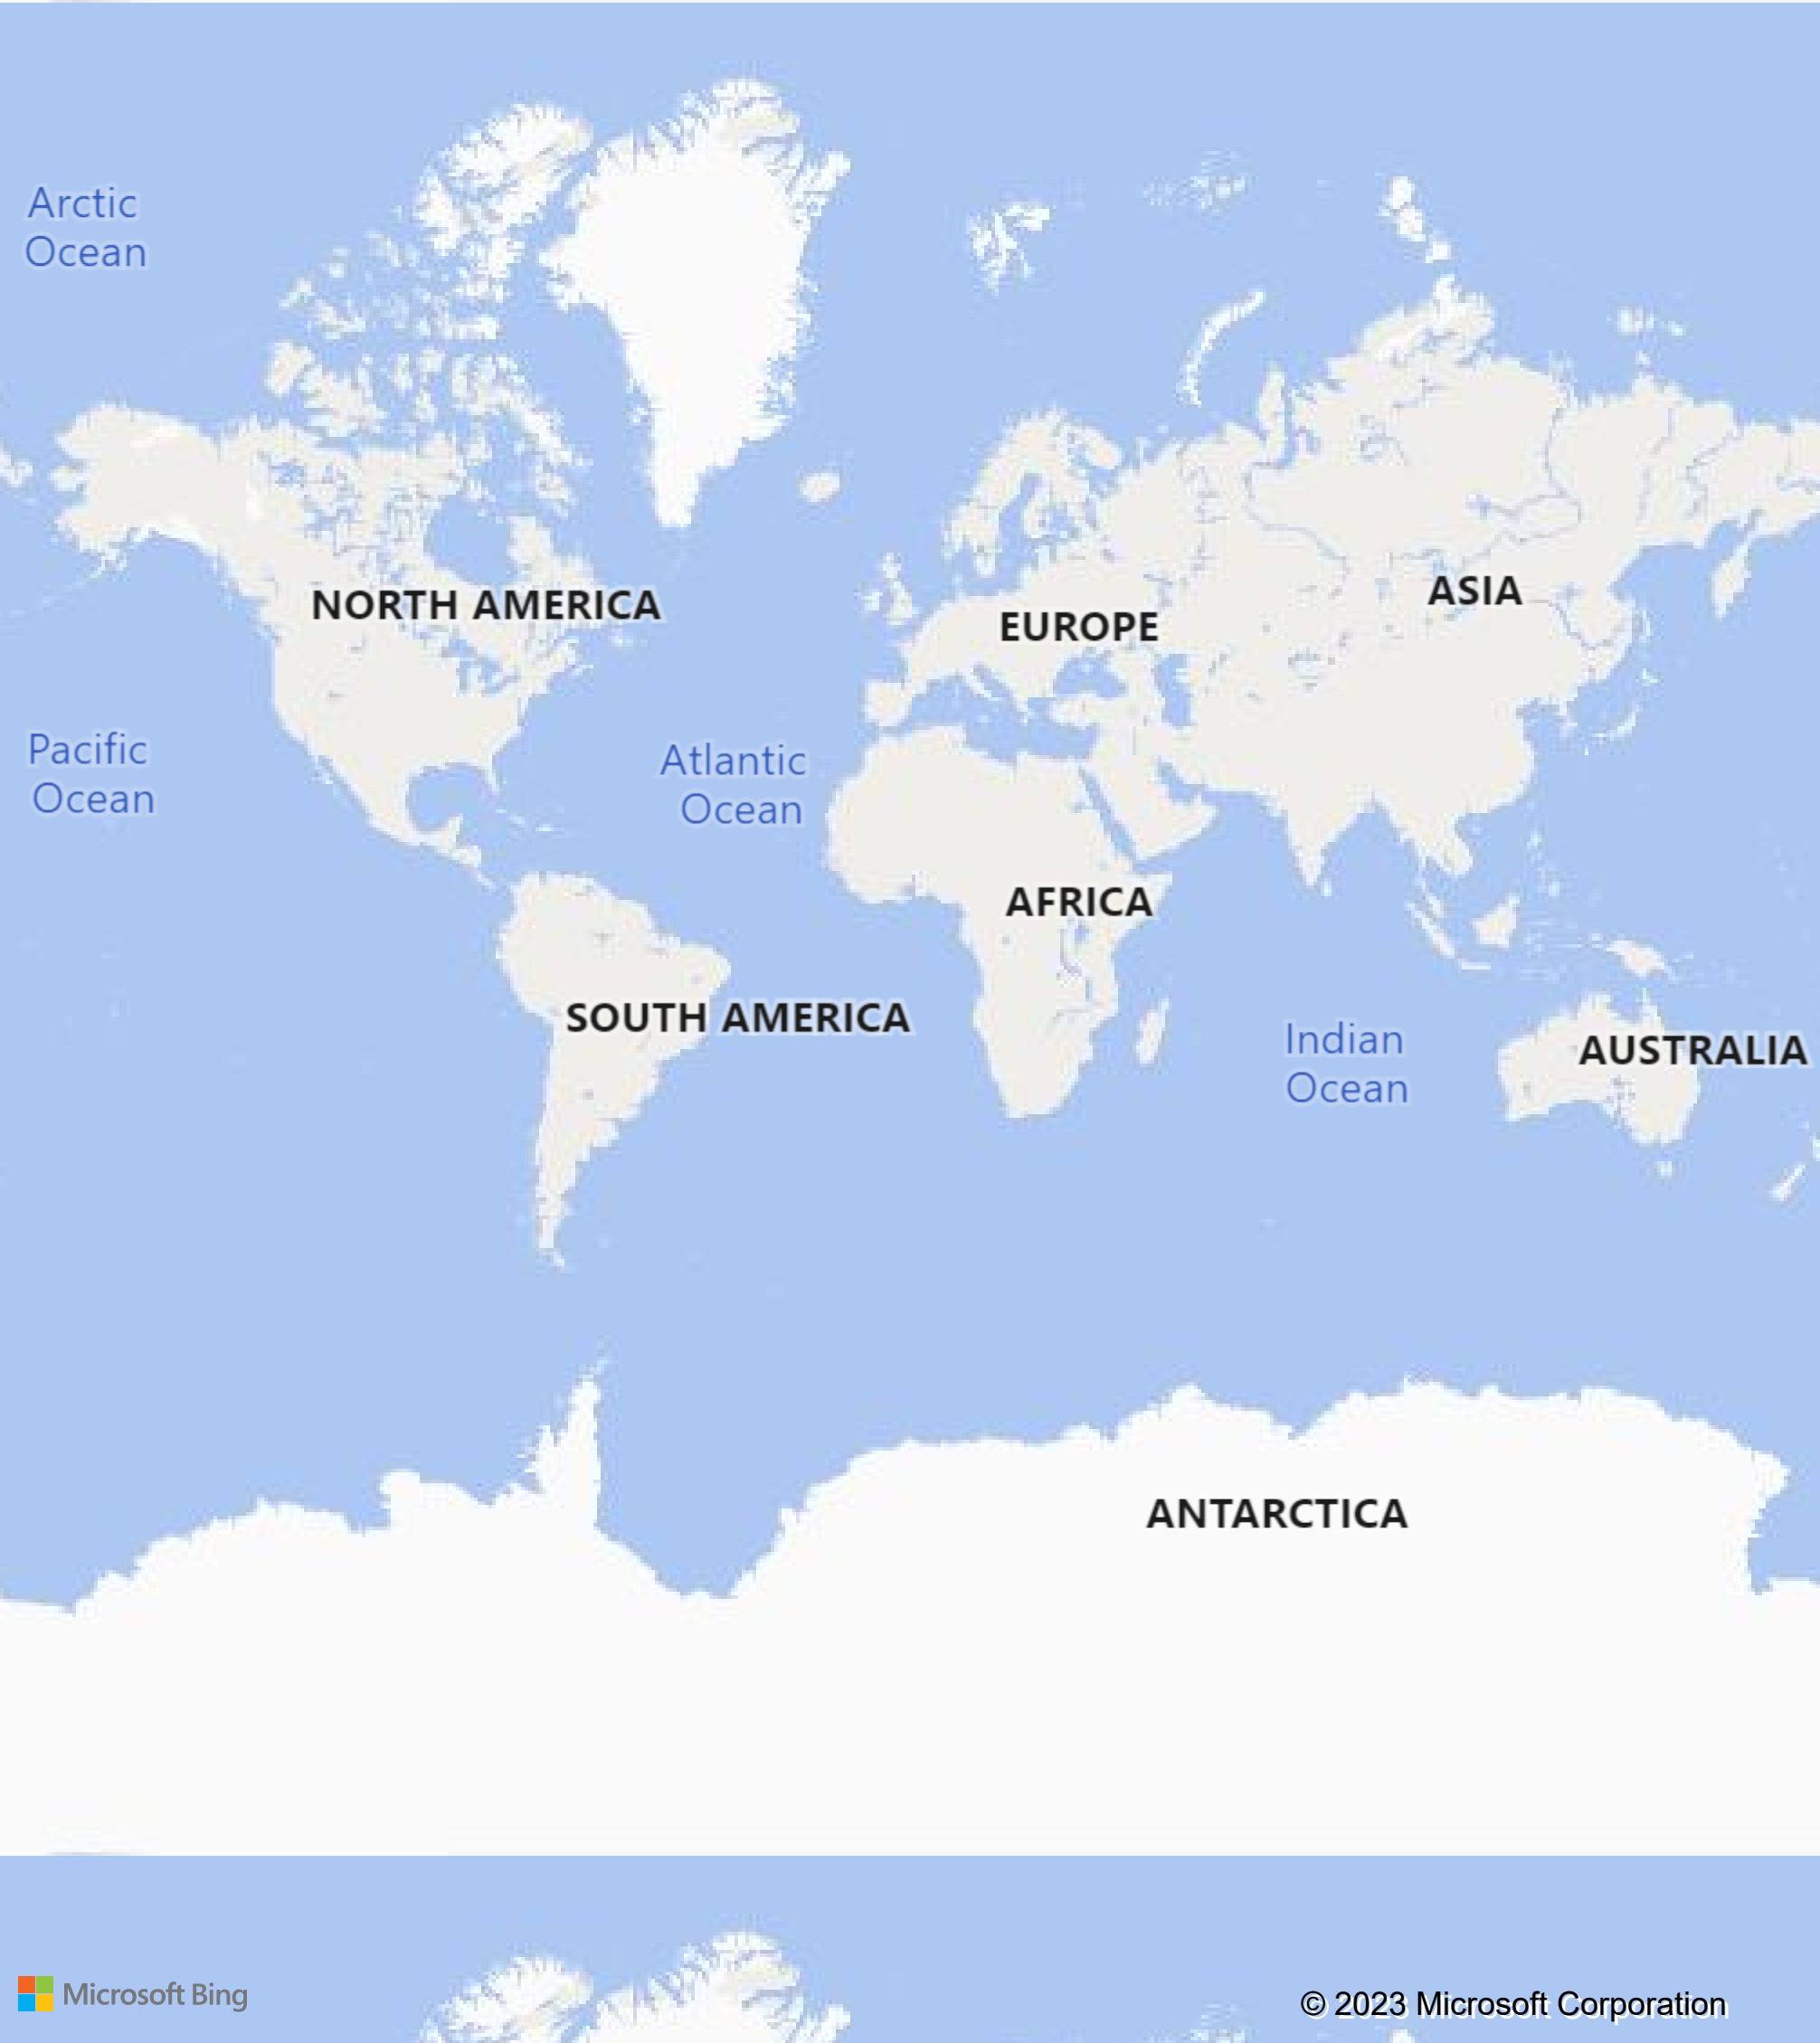 Arctic
Ocean
NORTH AMERICA
EUROPE
ASIA
Pacific
Ocean
Atlantic
Ocean
AFRICA
SOUTH AMERICA
Indian
Ocean
AUSTRALIA
ANTARCTICA
Microsoft Bing
© 2023 Microsoft Corporation